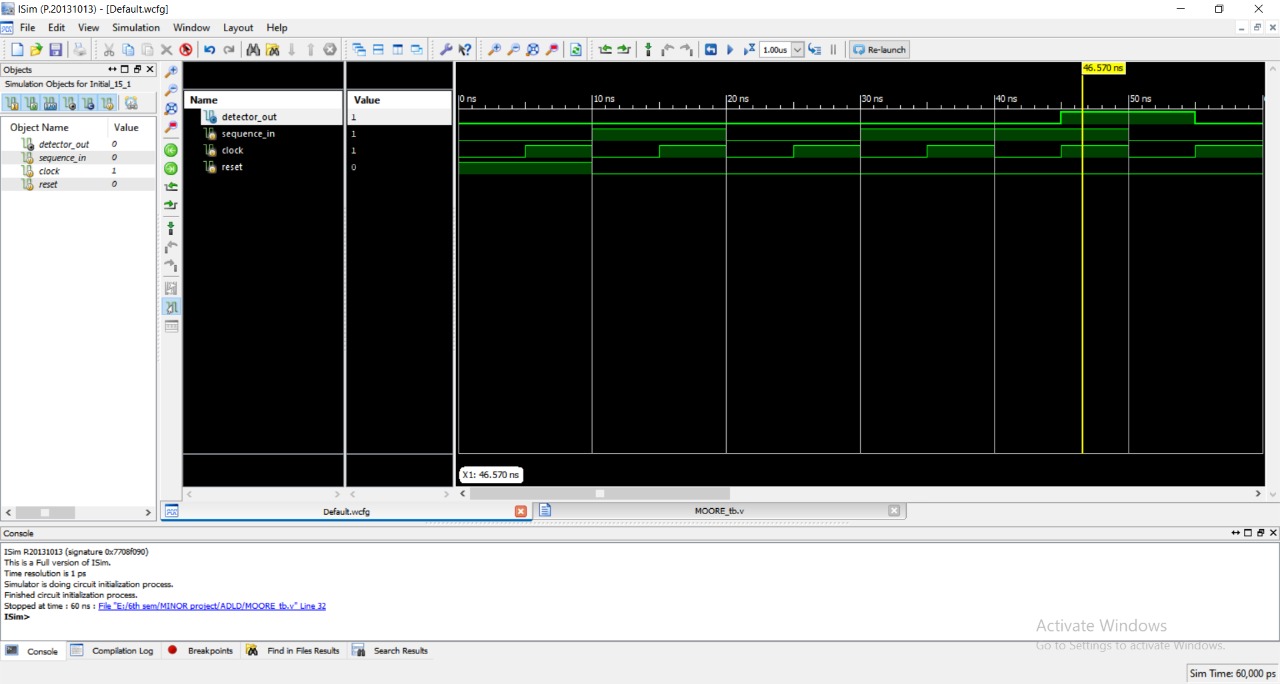 ISim (P.20131013) - [Default.wcfg]
File Edit View Simulation Window Layout Help
1.00us Re-launch
Objects
Simulation Objects for Initial_15_1
Object Name Value
detector_out 0
sequence_in 0
clock 1
reset 0
Name Value
detector_out 1
sequence_in 1
clock 1
reset 0
46.570 ns
0 ns 10 ns 20 ns 30 ns 40 ns 50 ns
X1: 46.570 ns
Default.wcfg MOORE_tb.v
Console
ISim P.20131013 (signature 0x7708f090)
This is a Full version of ISim.
Time resolution is 1 ps
Simulator is doing circuit initialization process.
Finished circuit initialization process.
Stopped at time : 60 ns : File "E:/6th sem/MINOR project/ADLD/MOORE_tb.v" Line 32
ISim>
Activate Windows
Go to Settings to activate Windows.
Console Compilation Log Breakpoints Find in Files Results Search Results
Sim Time: 60,000 ps